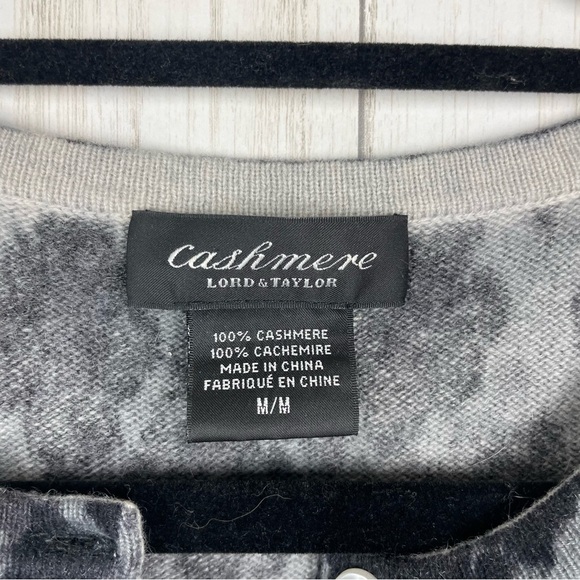 Cashmere
LORD & TAYLOR
100% CASHMERE
100% CACHEMIRE
MADE IN CHINA
FABRIQUÉ EN CHINE
M/M